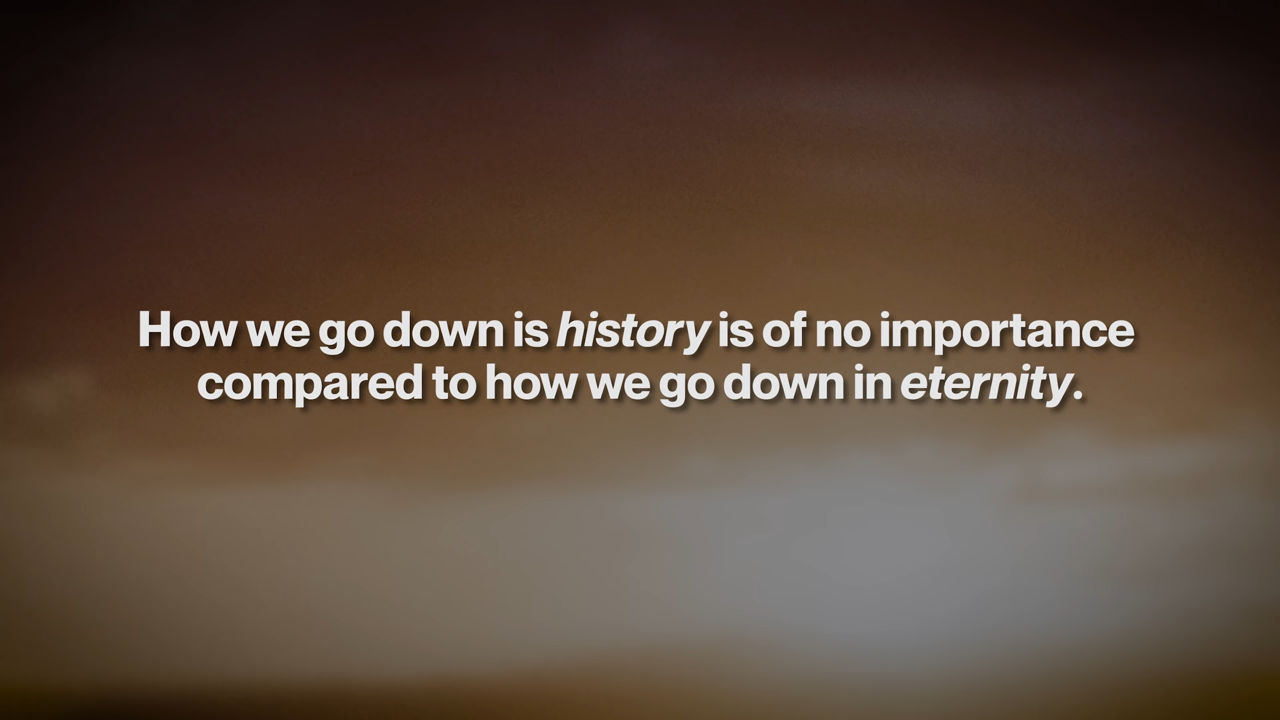 How we go down is history is of no importance
compared to how we go down in eternity.